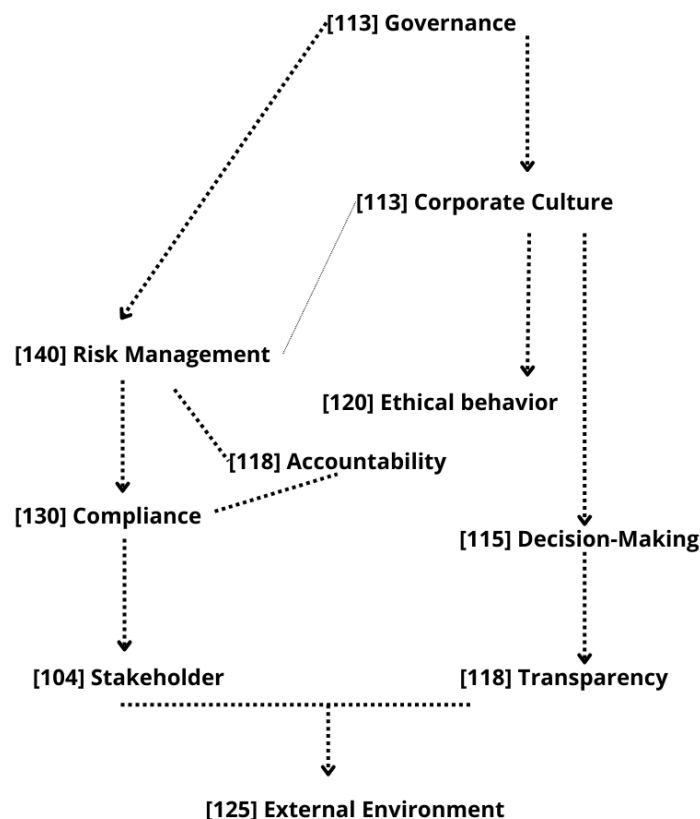 [113] Governance
[113] Corporate Culture
[140] Risk Management
[120] Ethical behavior
[118] Accountability
[130] Compliance
[115] Decision-Making
[104] Stakeholder
[118] Transparency
[125] External Environment